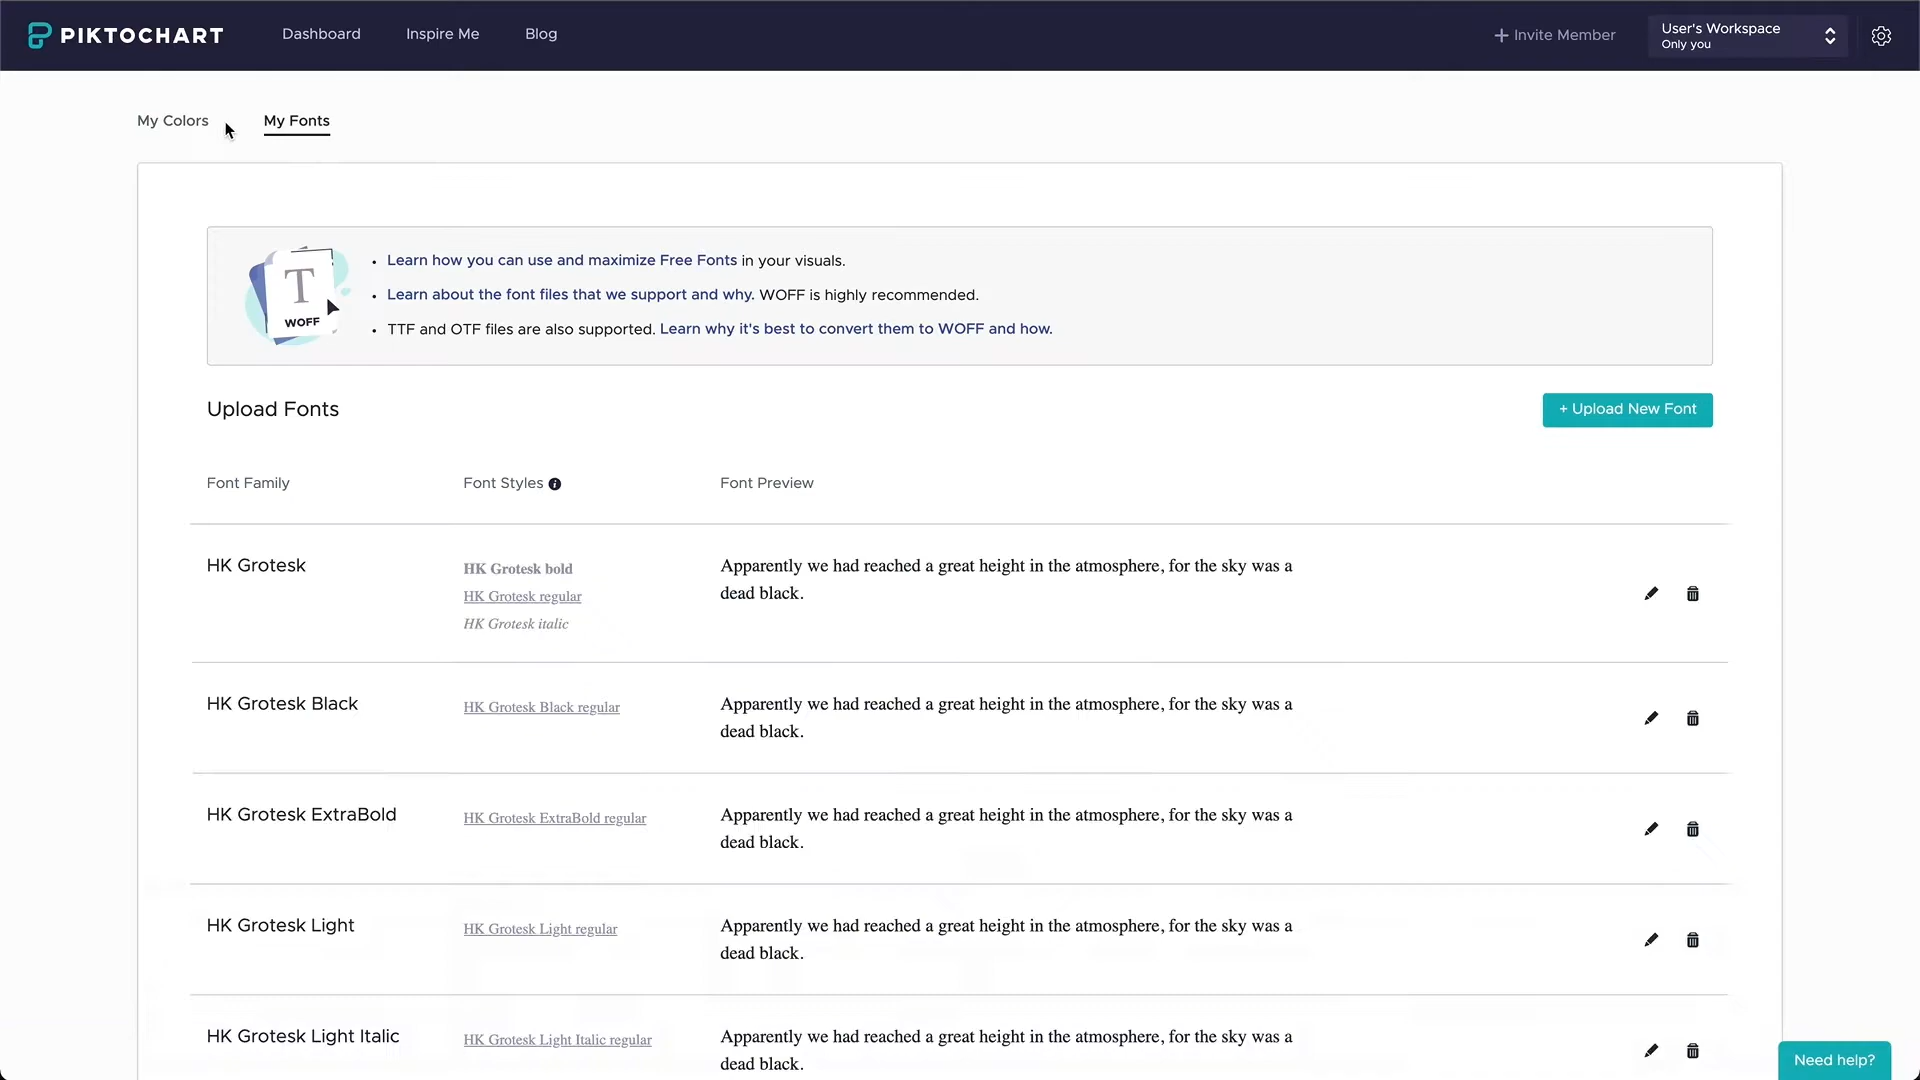 PIKTOCHART
Dashboard
Inspire Me
Blog
+ Invite Member
User's Workspace
Only you
My Colors
My Fonts
T
WOFF
• Learn how you can use and maximize Free Fonts in your visuals.
• Learn about the font files that we support and why. WOFF is highly recommended.
• TTF and OTF files are also supported. Learn why it's best to convert them to WOFF and how.
Upload Fonts
+ Upload New Font
Font Family
Font Styles i
Font Preview
HK Grotesk
HK Grotesk bold
HK Grotesk regular
HK Grotesk italic
Apparently we had reached a great height in the atmosphere, for the sky was a
dead black.
HK Grotesk Black
HK Grotesk Black regular
Apparently we had reached a great height in the atmosphere, for the sky was a
dead black.
HK Grotesk ExtraBold
HK Grotesk ExtraBold regular
Apparently we had reached a great height in the atmosphere, for the sky was a
dead black.
HK Grotesk Light
HK Grotesk Light regular
Apparently we had reached a great height in the atmosphere, for the sky was a
dead black.
HK Grotesk Light Italic
HK Grotesk Light Italic regular
Apparently we had reached a great height in the atmosphere, for the sky was a
dead black.
Need help?